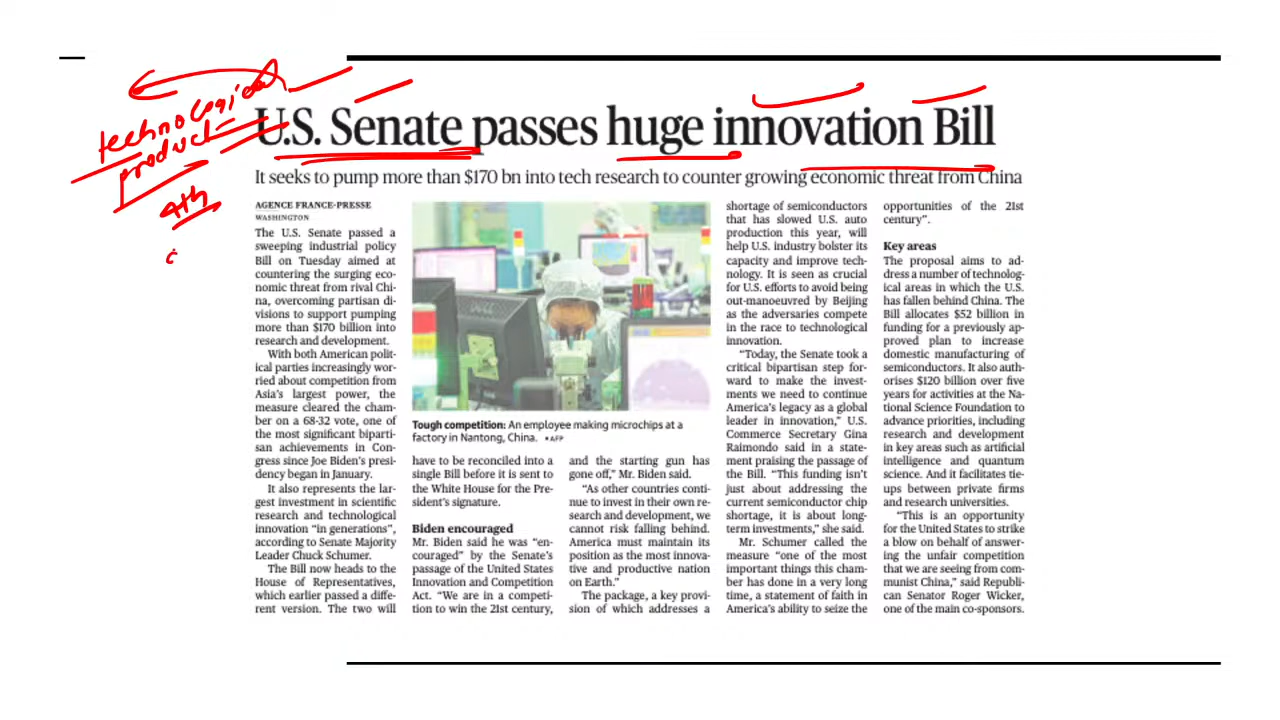 technological
product
4th
U.S. Senate passes huge innovation Bill
It seeks to pump more than $170 bn into tech research to counter growing economic threat from China
AGENCE FRANCE-PRESSE
WASHINGTON
The U.S. Senate passed a
sweeping industrial policy
Bill on Tuesday aimed at
countering the surging eco-
nomic threat from rival Chi-
na, overcoming partisan di-
visions to support pumping
more than $170 billion into
research and development.
With both American polit-
ical parties increasingly wor-
ried about competition from
Asia's largest power, the
measure cleared the cham-
ber on a 68-32 vote, one of
the most significant biparti-
san achievements in Con-
gress since Joe Biden's presi-
dency began in January.
It also represents the lar-
gest investment in scientific
research and technological
innovation "in generations",
according to Senate Majority
Leader Chuck Schumer.
The Bill now heads to the
House of Representatives,
which earlier passed a diffe-
rent version. The two will
DELL
Tough competition: An employee making microchips at a
factory in Nantong, China. • AFP
have to be reconciled into a
single Bill before it is sent to
the White House for the Pre-
sident's signature.
Biden encouraged
Mr. Biden said he was "en-
couraged" by the Senate's
passage of the United States
Innovation and Competition
Act. "We are in a competi-
tion to win the 21st century,
and the starting gun has
gone off," Mr. Biden said.
"As other countries conti-
nue to invest in their own re-
search and development, we
cannot risk falling behind.
America must maintain its
position as the most innova-
tive and productive nation
on Earth."
The package, a key provi-
sion of which addresses a
shortage of semiconductors
that has slowed U.S. auto
production this year, will
help U.S. industry bolster its
capacity and improve tech-
nology. It is seen as crucial
for U.S. efforts to avoid being
out-manoeuvred by Beijing
as the adversaries compete
in the race to technological
innovation.
"Today, the Senate took a
critical bipartisan step for-
ward to make the invest-
ments we need to continue
America's legacy as a global
leader in innovation," U.S.
Commerce Secretary Gina
Raimondo said in a state-
ment praising the passage of
the Bill. "This funding isn't
just about addressing the
current semiconductor chip
shortage, it is about long-
term investments," she said.
Mr. Schumer called the
measure "one of the most
important things this cham-
ber has done in a very long
time, a statement of faith in
America's ability to seize the
opportunities of the 21st
century".
Key areas
The proposal aims to ad-
dress a number of technolog-
ical areas in which the U.S.
has fallen behind China. The
Bill allocates $52 billion in
funding for a previously ap-
proved plan to increase
domestic manufacturing of
semiconductors. It also auth-
orises $120 billion over five
years for activities at the Na-
tional Science Foundation to
advance priorities, including
research and development
in key areas such as artificial
intelligence and quantum
science. And it facilitates tie-
ups between private firms
and research universities.
"This is an opportunity
for the United States to strike
a blow on behalf of answer-
ing the unfair competition
that we are seeing from com-
munist China," said Republi-
can Senator Roger Wicker,
one of the main co-sponsors.